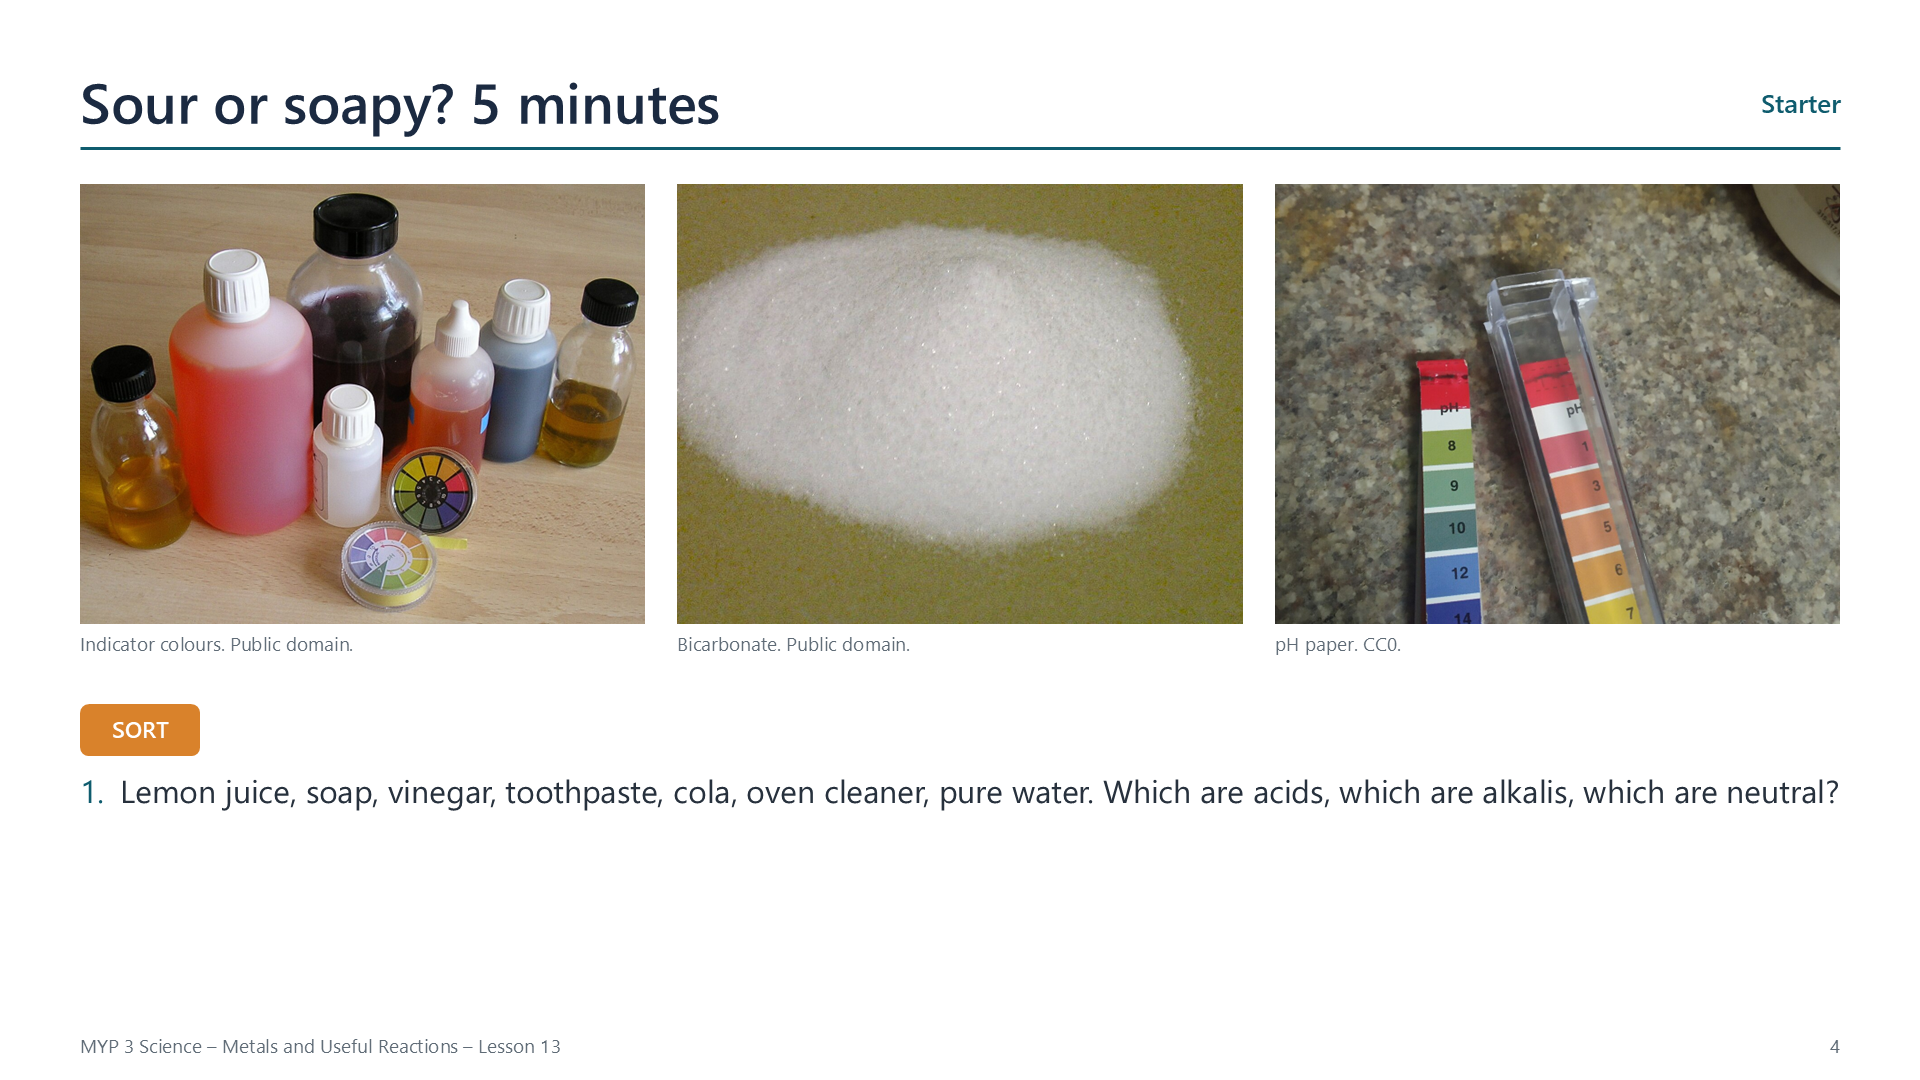 Sour or soapy? 5 minutes
Starter
pH
8
9
10
12
14
pH
1
3
5
6
7
Indicator colours. Public domain.
Bicarbonate. Public domain.
pH paper. CC0.
SORT
1. Lemon juice, soap, vinegar, toothpaste, cola, oven cleaner, pure water. Which are acids, which are alkalis, which are neutral?
MYP 3 Science – Metals and Useful Reactions – Lesson 13
4